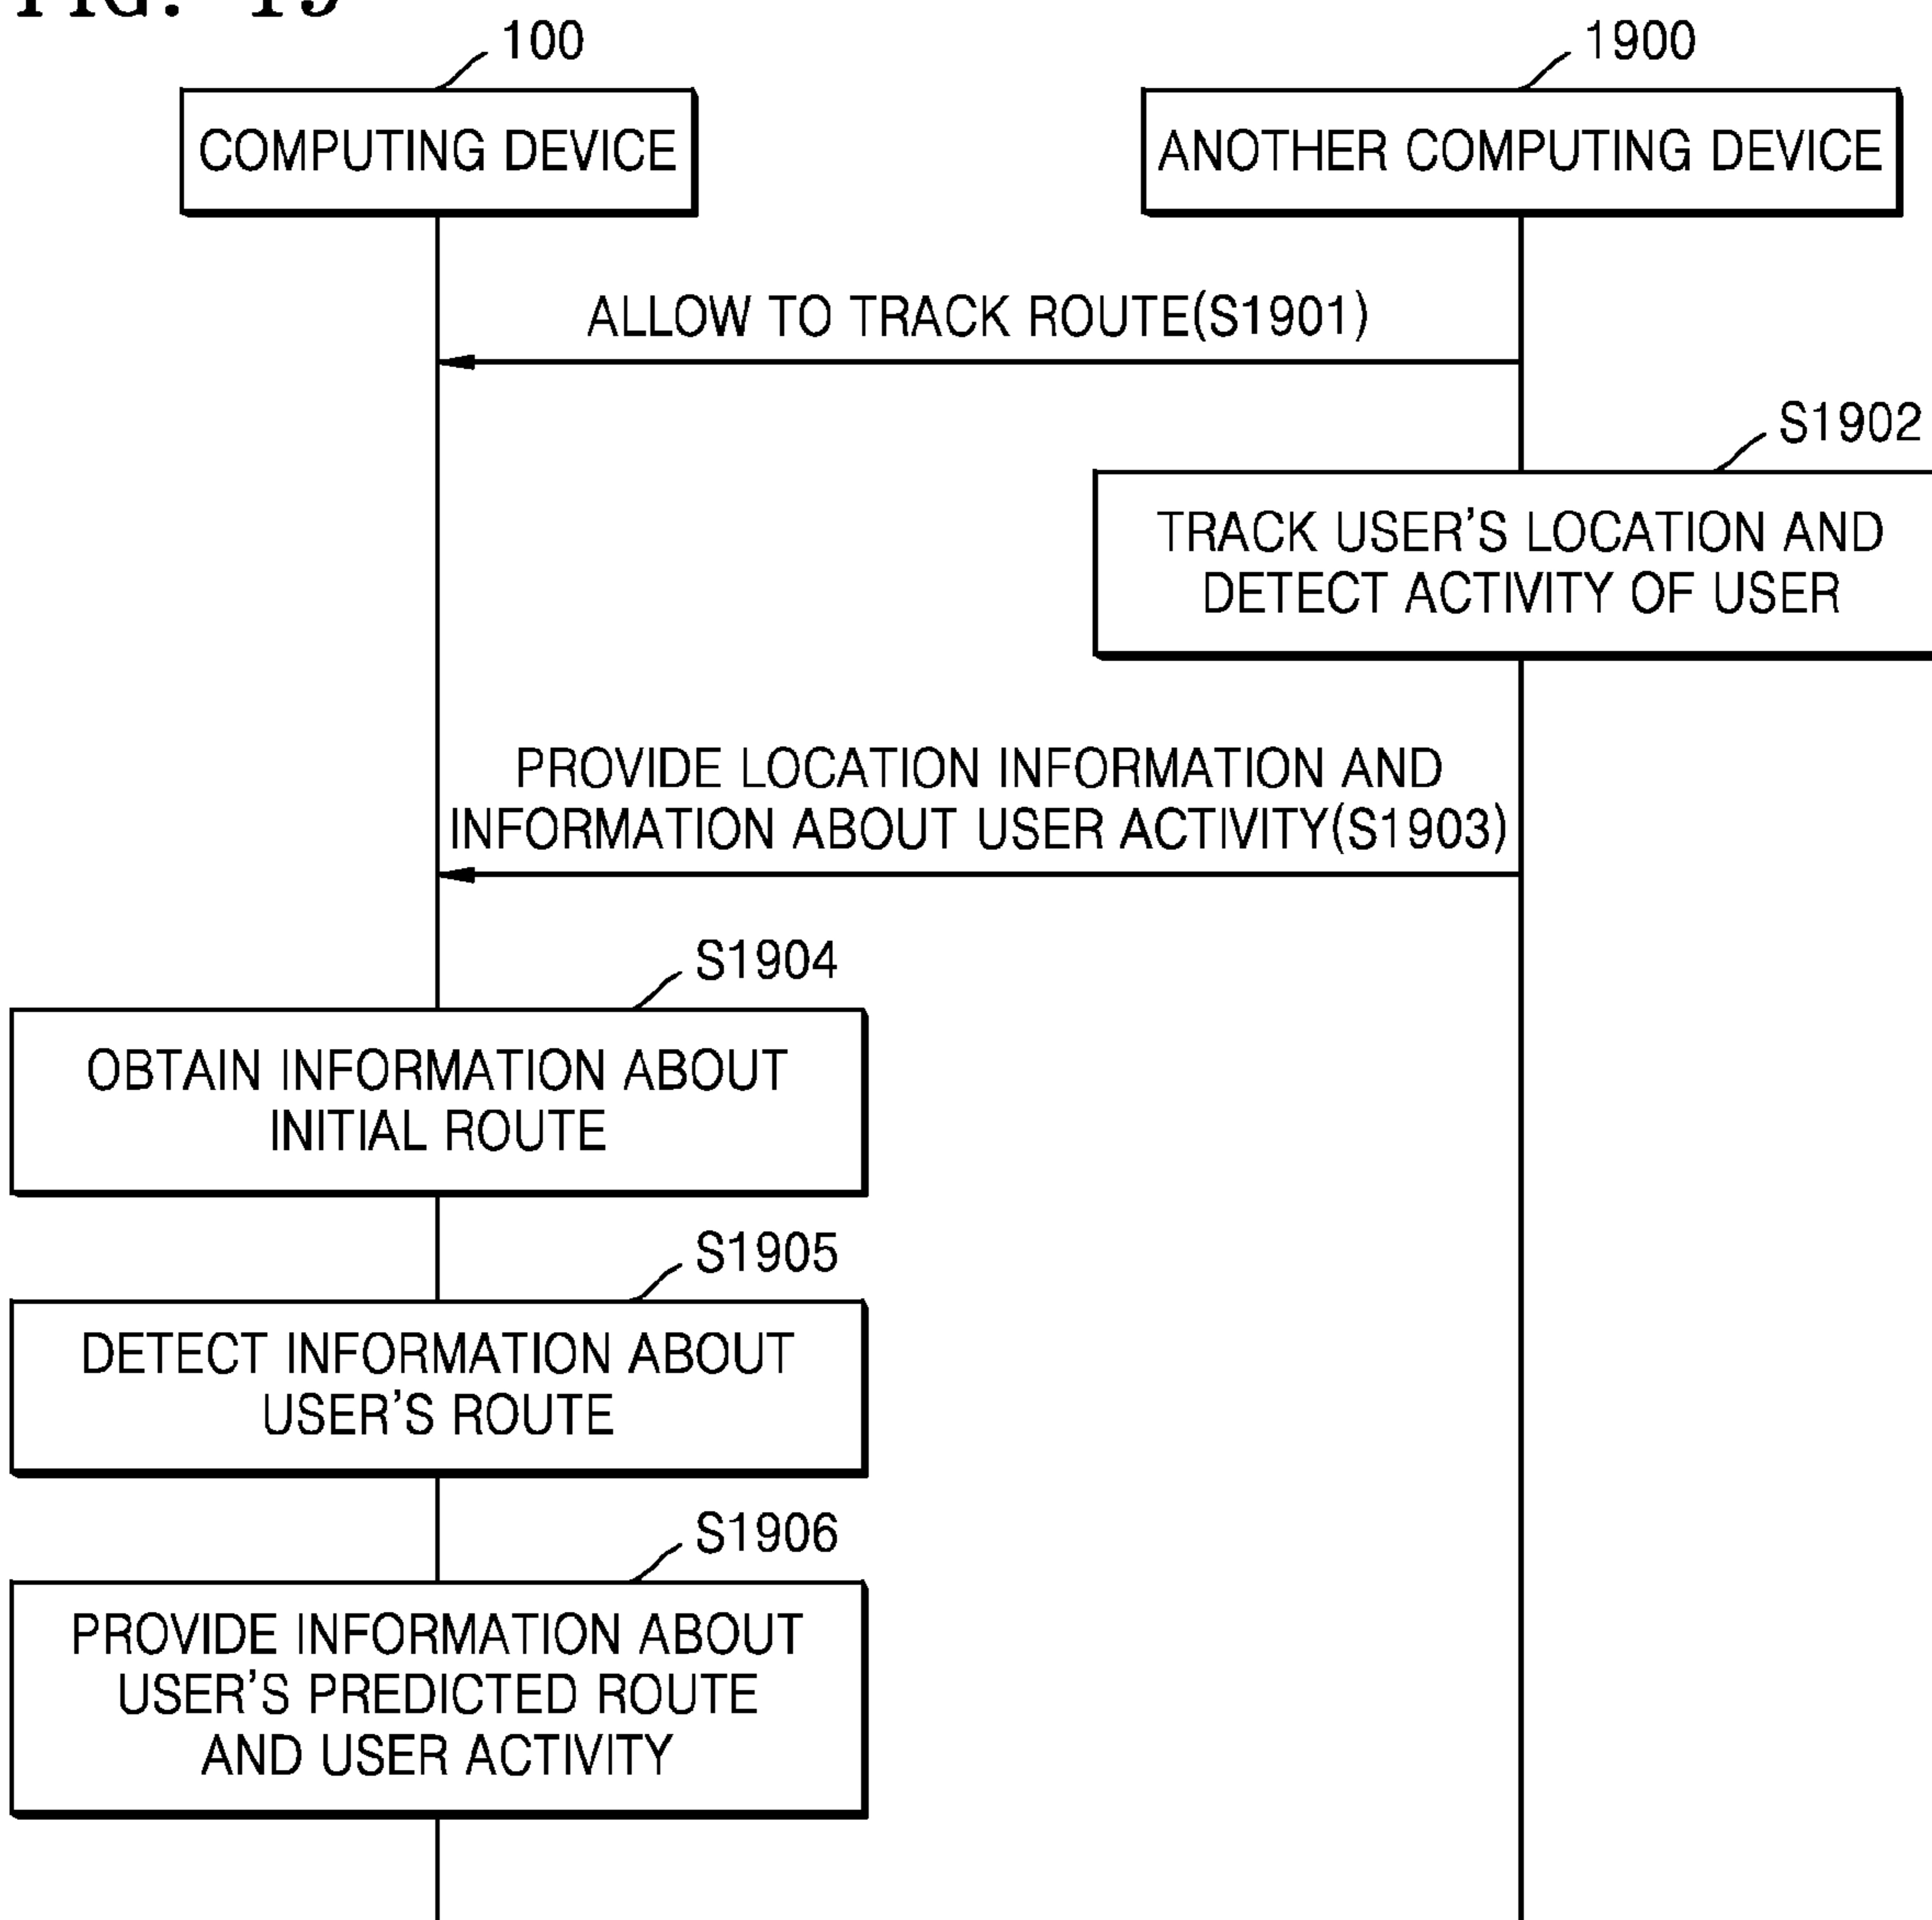 FIG. 19
100
1900
COMPUTING DEVICE
ANOTHER COMPUTING DEVICE
ALLOW TO TRACK ROUTE(S1901)
S1902
TRACK USER'S LOCATION AND
DETECT ACTIVITY OF USER
PROVIDE LOCATION INFORMATION AND
INFORMATION ABOUT USER ACTIVITY(S1903)
S1904
OBTAIN INFORMATION ABOUT
INITIAL ROUTE
S1905
DETECT INFORMATION ABOUT
USER'S ROUTE
S1906
PROVIDE INFORMATION ABOUT
USER'S PREDICTED ROUTE
AND USER ACTIVITY